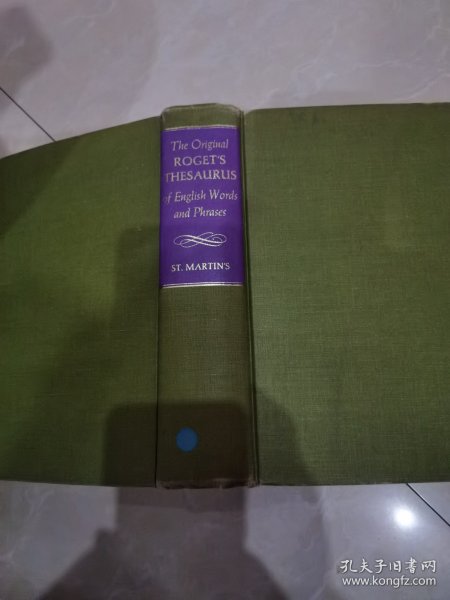 The Original
ROGET'S
THESAURUS
of English Words
and Phrases
ST. MARTIN'S
孔夫子旧书网
www.kongfz.com